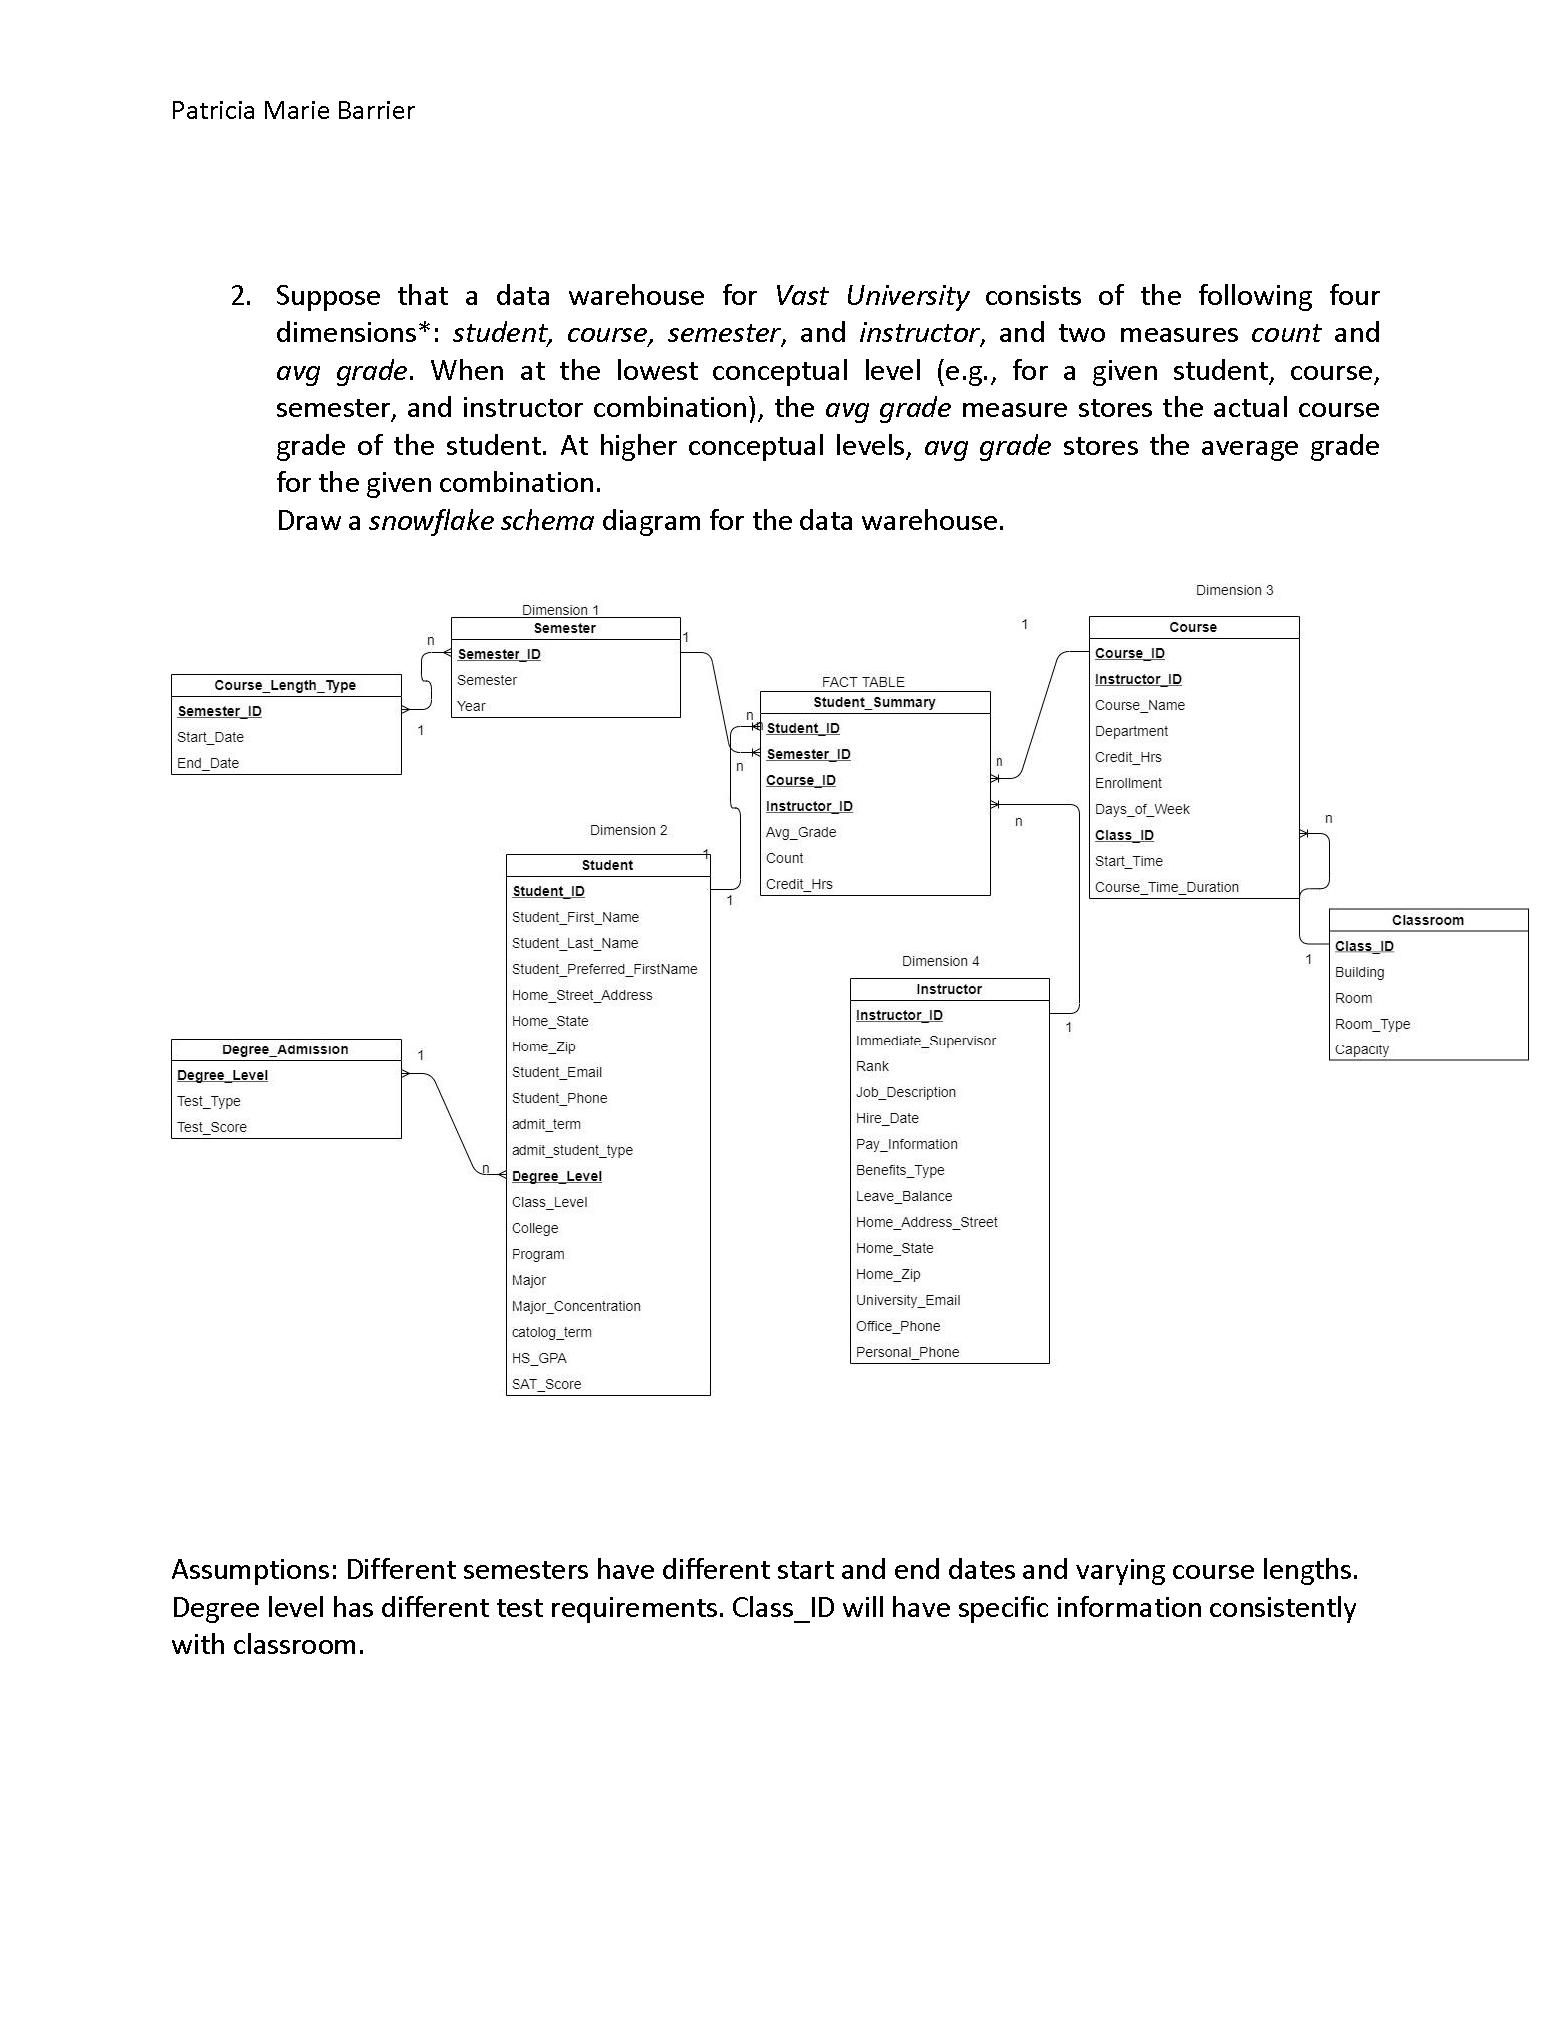 Patricia Marie Barrier
2. Suppose that a data warehouse for Vast University consists of the following four
dimensions*: student, course, semester, and instructor, and two measures count and
avg grade. When at the lowest conceptual level (e.g., for a given student, course,
semester, and instructor combination), the avg grade measure stores the actual course
grade of the student. At higher conceptual levels, avg grade stores the average grade
for the given combination.
Draw a snowflake schema diagram for the data warehouse.
Dimension 1
Semester
Semester_ID
Semester
Year
n
1
Course_Length_Type
Semester_ID
Start_Date
End_Date
1
FACT TABLE
Student_Summary
Student_ID
Semester_ID
Course_ID
Instructor_ID
Avg_Grade
Count
Credit_Hrs
n
n
n
n
Dimension 3
1
Course
Course_ID
Instructor_ID
Course_Name
Department
Credit_Hrs
Enrollment
Days_of_Week
Class_ID
Start_Time
Course_Time_Duration
n
Classroom
Class_ID
Building
Room
Room_Type
Capacity
1
Dimension 2
1
Student
Student_ID
Student_First_Name
Student_Last_Name
Student_Preferred_FirstName
Home_Street_Address
Home_State
Home_Zip
Student_Email
Student_Phone
admit_term
admit_student_type
Degree_Level
Class_Level
College
Program
Major
Major_Concentration
catolog_term
HS_GPA
SAT_Score
1
n
Degree_Admission
Degree_Level
Test_Type
Test_Score
1
Dimension 4
Instructor
Instructor_ID
Immediate_Supervisor
Rank
Job_Description
Hire_Date
Pay_Information
Benefits_Type
Leave_Balance
Home_Address_Street
Home_State
Home_Zip
University_Email
Office_Phone
Personal_Phone
1
Assumptions: Different semesters have different start and end dates and varying course lengths.
Degree level has different test requirements. Class_ID will have specific information consistently
with classroom.